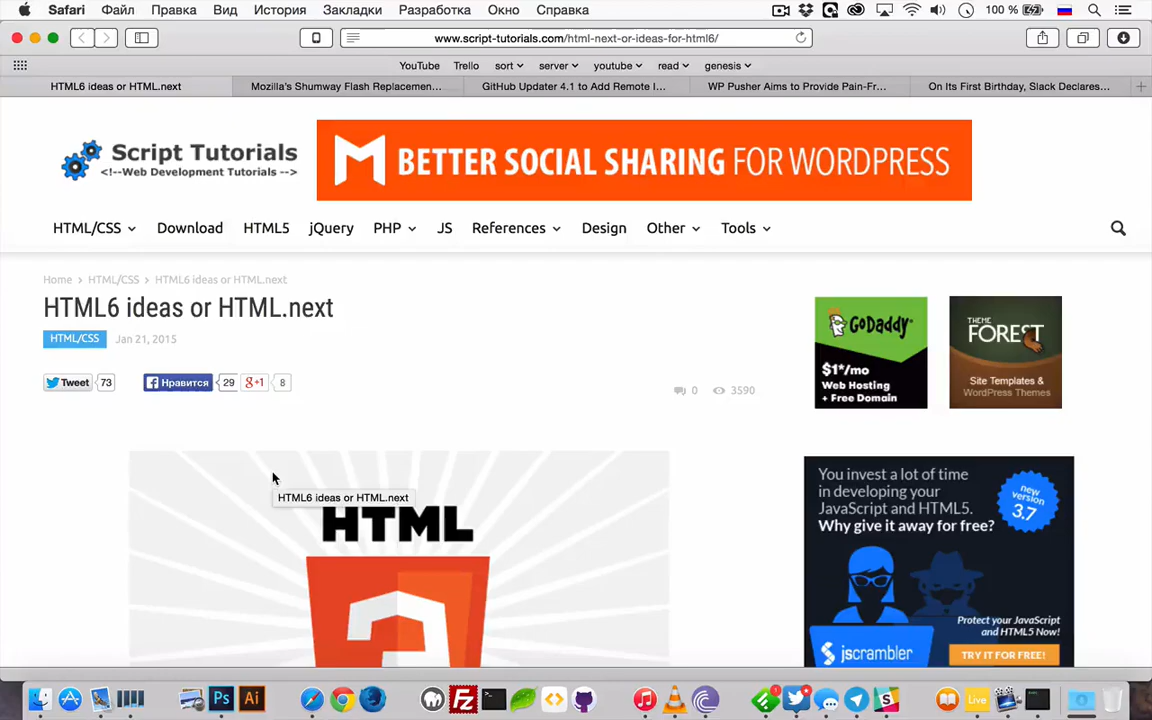 Safari Файл Правка Вид История Закладки Разработка Окно Справка 100 %
www.script-tutorials.com/html-next-or-ideas-for-html6/
YouTube Trello sort server youtube read genesis
HTML6 ideas or HTML.next Mozilla’s Shumway Flash Replacemen... GitHub Updater 4.1 to Add Remote I... WP Pusher Aims to Provide Pain-Fr... On Its First Birthday, Slack Declares...
Script Tutorials
<!--Web Development Tutorials -->
BETTER SOCIAL SHARING FOR WORDPRESS
HTML/CSS Download HTML5 jQuery PHP JS References Design Other Tools
Home > HTML/CSS > HTML6 ideas or HTML.next
HTML6 ideas or HTML.next
HTML/CSS Jan 21, 2015
Tweet 73 Нравится 29 g+1 8
0 3590
GoDaddy
$1*/mo
Web Hosting
+ Free Domain
THEME
FOREST
Site Templates &
WordPress Themes
HTML6 ideas or HTML.next
HTML
You invest a lot of time
in developing your
JavaScript and HTML5.
Why give it away for free?
new
version
3.7
Protect your JavaScript
and HTML5 Now!
jscrambler
TRY IT FOR FREE!
Ps Ai Fz Live